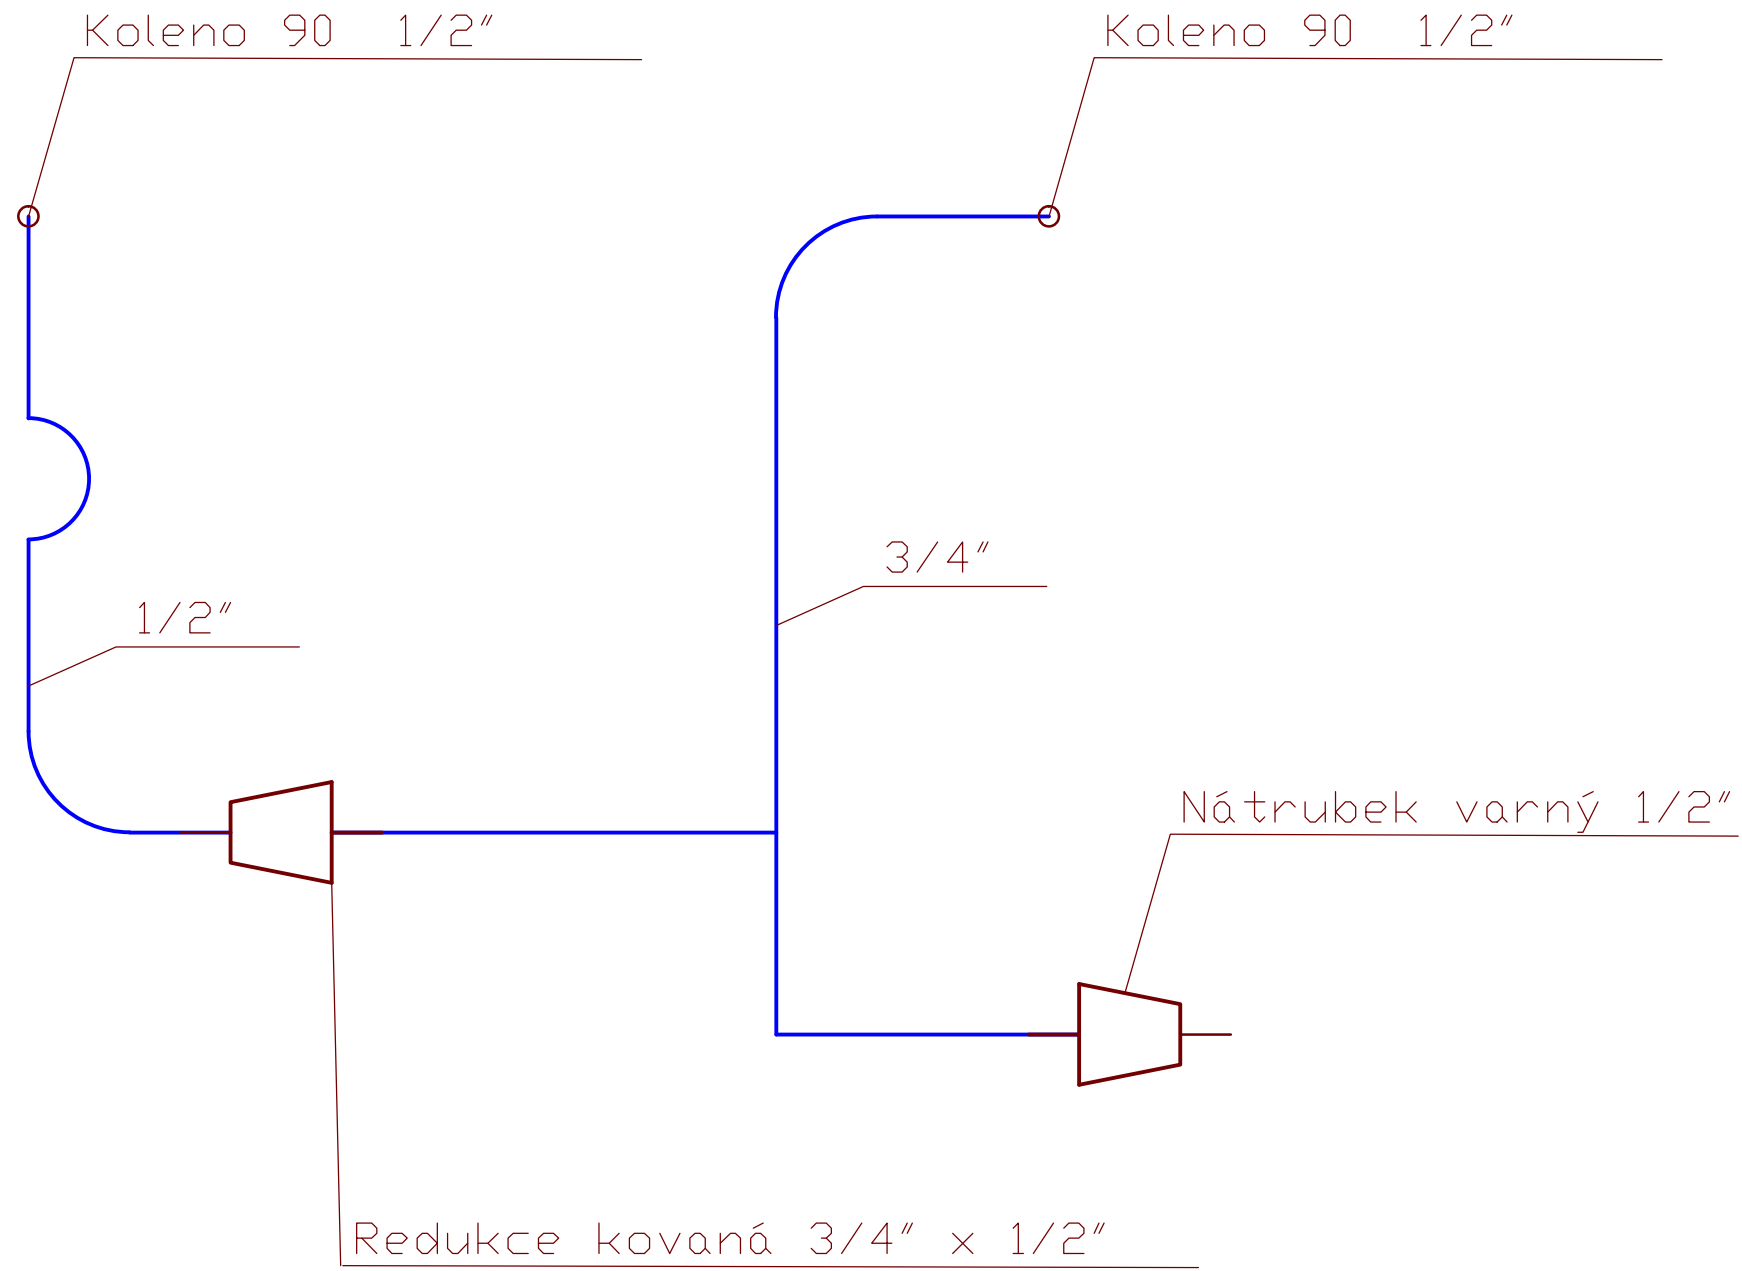 Koleno 90 1/2"
Koleno 90 1/2"
3/4"
1/2"
Nátrubek varný 1/2"
Redukce kovaná 3/4" x 1/2"